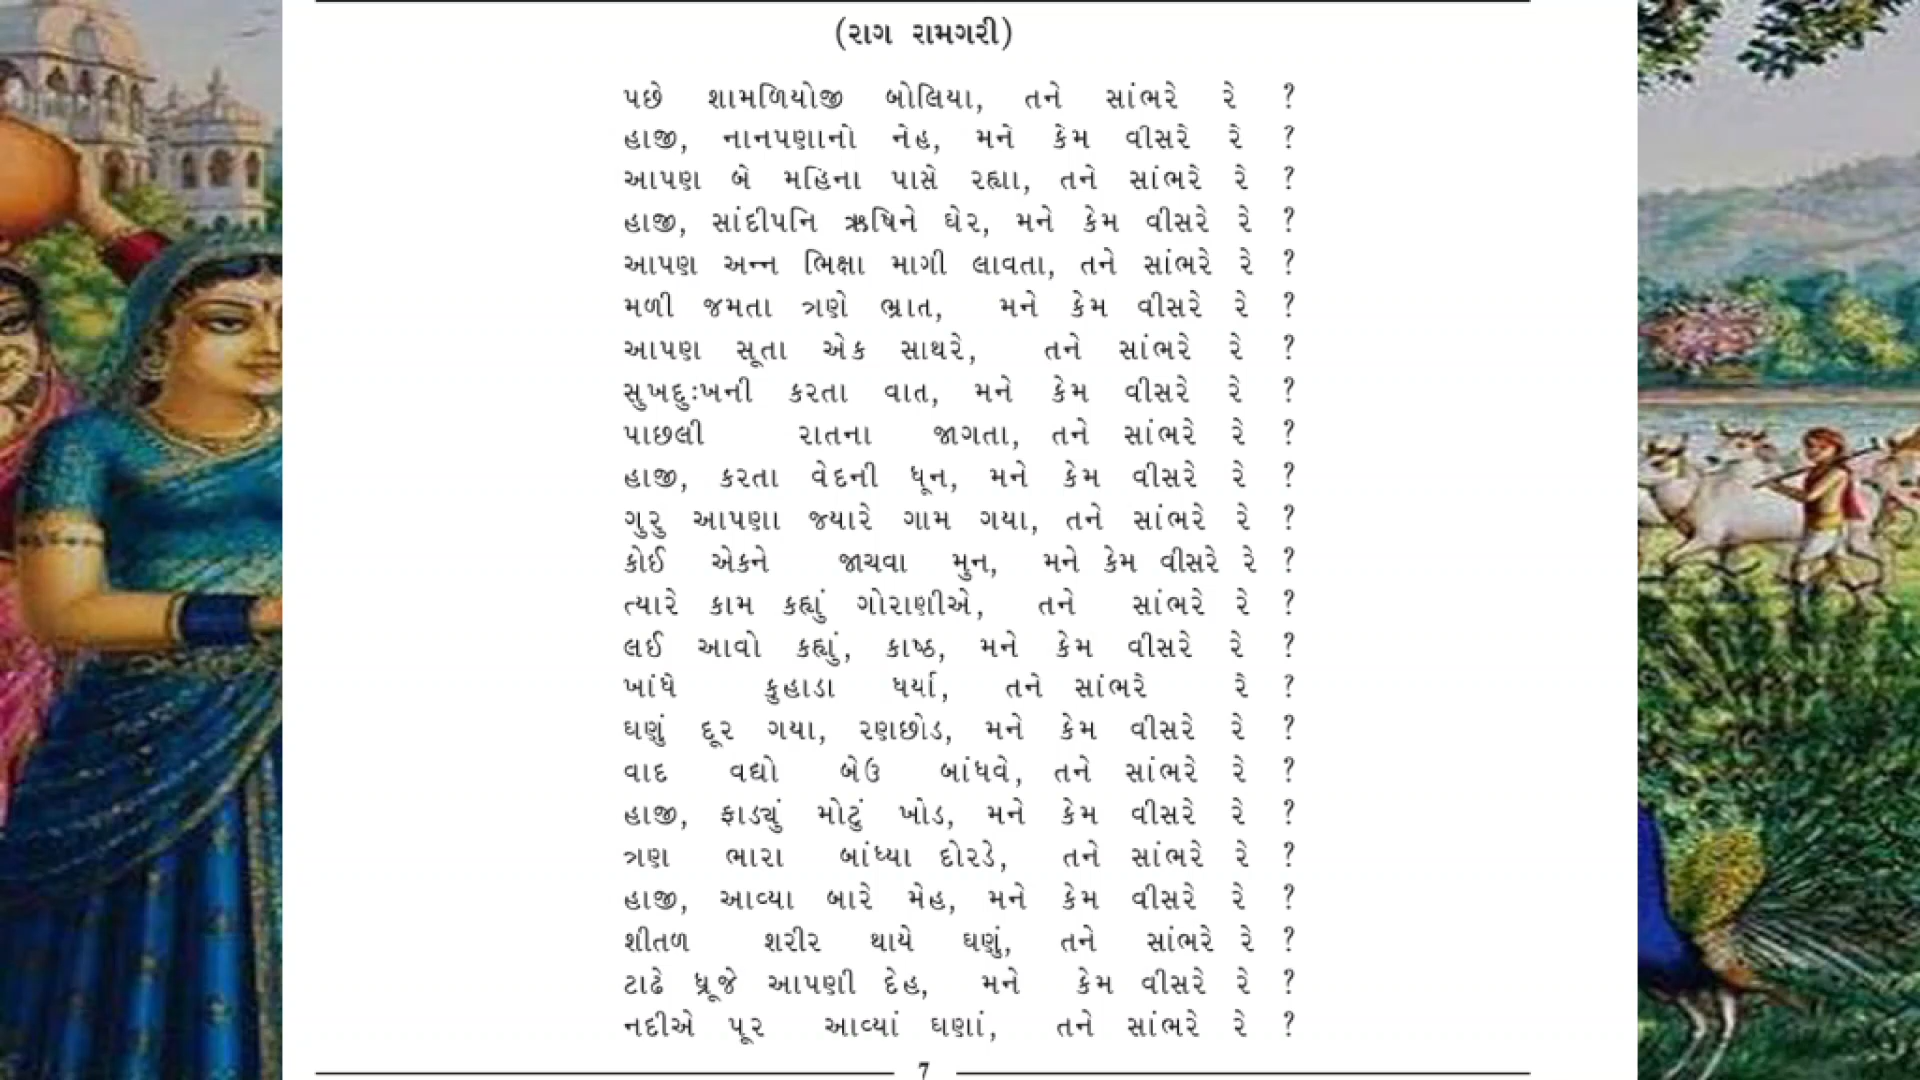 (રાગ રામગરી)
પછે શામળિયોજી બોલિયા, તને સાંભરે રે ?
હાજી, નાનપણાનો નેહ, મને કેમ વીસરે રે ?
આપણ બે મહિના પાસે રહ્યા, તને સાંભરે રે ?
હાજી, સાંદીપનિ ઋષિને ઘેર, મને કેમ વીસરે રે ?
આપણ અન્ન ભિક્ષા માગી લાવતા, તને સાંભરે રે ?
મળી જમતા ત્રણે ભ્રાત, મને કેમ વીસરે રે ?
આપણ સૂતા એક સાથરે, તને સાંભરે રે ?
સુખદુઃખની કરતા વાત, મને કેમ વીસરે રે ?
પાછલી રાતના જાગતા, તને સાંભરે રે ?
હાજી, કરતા વેદની ધૂન, મને કેમ વીસરે રે ?
ગુરુ આપણા જ્યારે ગામ ગયા, તને સાંભરે રે ?
કોઈ એકને જાચવા મુન, મને કેમ વીસરે રે ?
ત્યારે કામ કહ્યું ગોરાણીએ, તને સાંભરે રે ?
લઈ આવો કહ્યું, કાષ્ઠ, મને કેમ વીસરે રે ?
ખાંધે કુહાડા ધર્યા, તને સાંભરે રે ?
ઘણું દૂર ગયા, રણછોડ, મને કેમ વીસરે રે ?
વાદ વદ્યો બેઉ બાંધવે, તને સાંભરે રે ?
હાજી, ફાડ્યું મોટું ખોડ, મને કેમ વીસરે રે ?
ત્રણ ભારા બાંધ્યા દોરડે, તને સાંભરે રે ?
હાજી, આવ્યા બારે મેહ, મને કેમ વીસરે રે ?
શીતળ શરીર થાયે ઘણું, તને સાંભરે રે ?
ટાઢે ધ્રૂજે આપણી દેહ, મને કેમ વીસરે રે ?
નદીએ પૂર આવ્યાં ઘણાં, તને સાંભરે રે ?
7